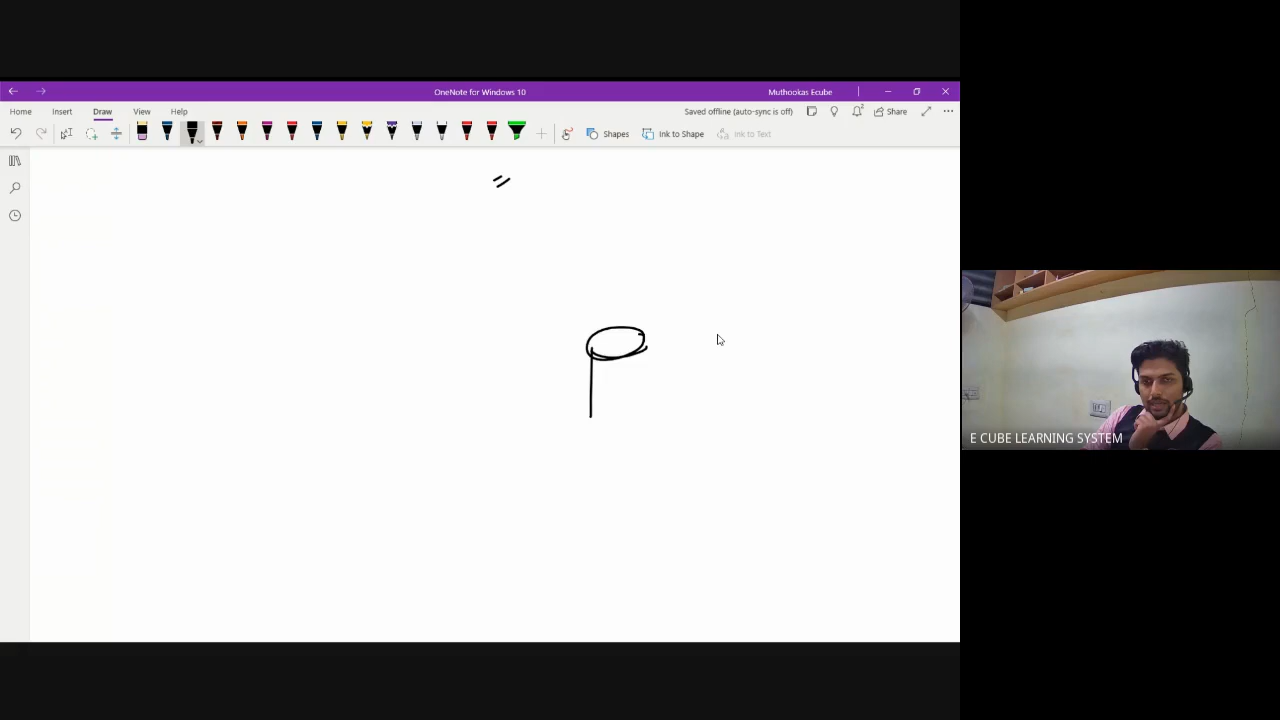 OneNote for Windows 10
Muthookas Ecube
Home Insert Draw View Help
Saved offline (auto-sync is off)
Share
Shapes
Ink to Shape
Ink to Text
=
E CUBE LEARNING SYSTEM